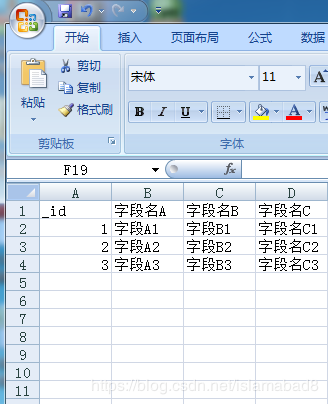 开始 插入 页面布局 公式 数据
粘贴
剪切
复制
格式刷
宋体 11 A
B I U A
剪贴板 字体
F19 fx
A B C D
1 _id 字段名A 字段名B 字段名C
2 1 字段A1 字段B1 字段名C1
3 2 字段A2 字段B2 字段名C2
4 3 字段A3 字段B3 字段名C3
5
6
7
8
9
10
11
https://blog.csdn.net/islamabad8